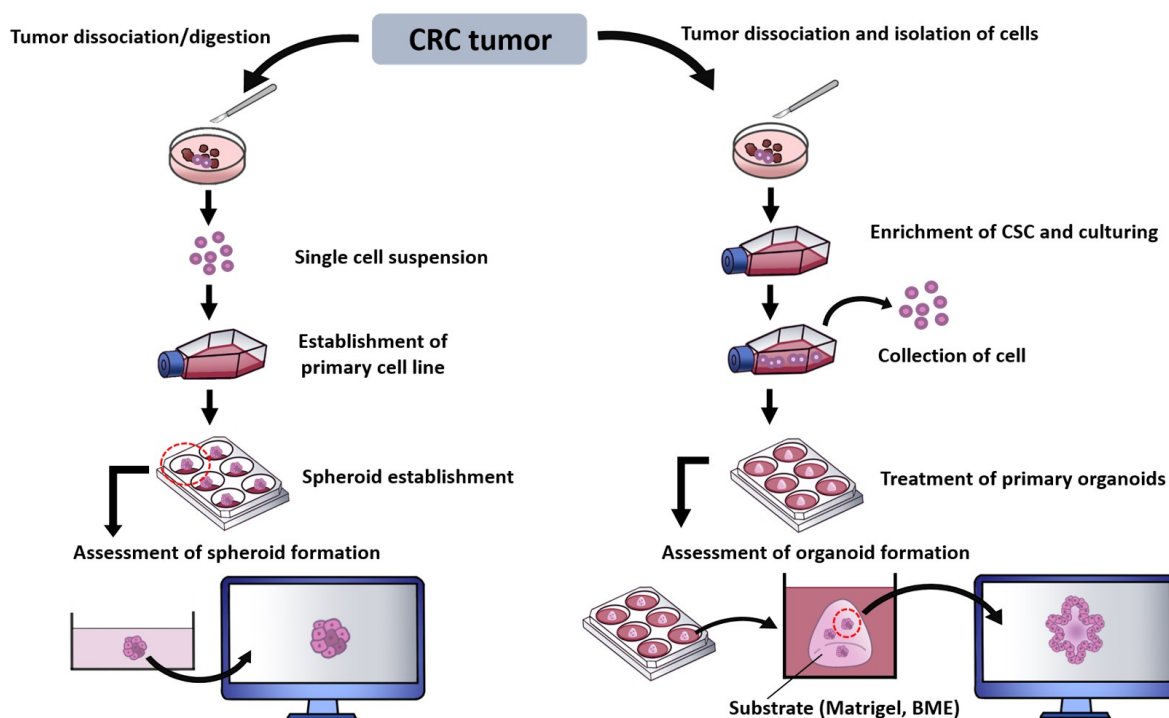 CRC tumor
Tumor dissociation/digestion
Single cell suspension
Establishment of
primary cell line
Spheroid establishment
Assessment of spheroid formation
Tumor dissociation and isolation of cells
Enrichment of CSC and culturing
Collection of cell
Treatment of primary organoids
Assessment of organoid formation
Substrate (Matrigel, BME)